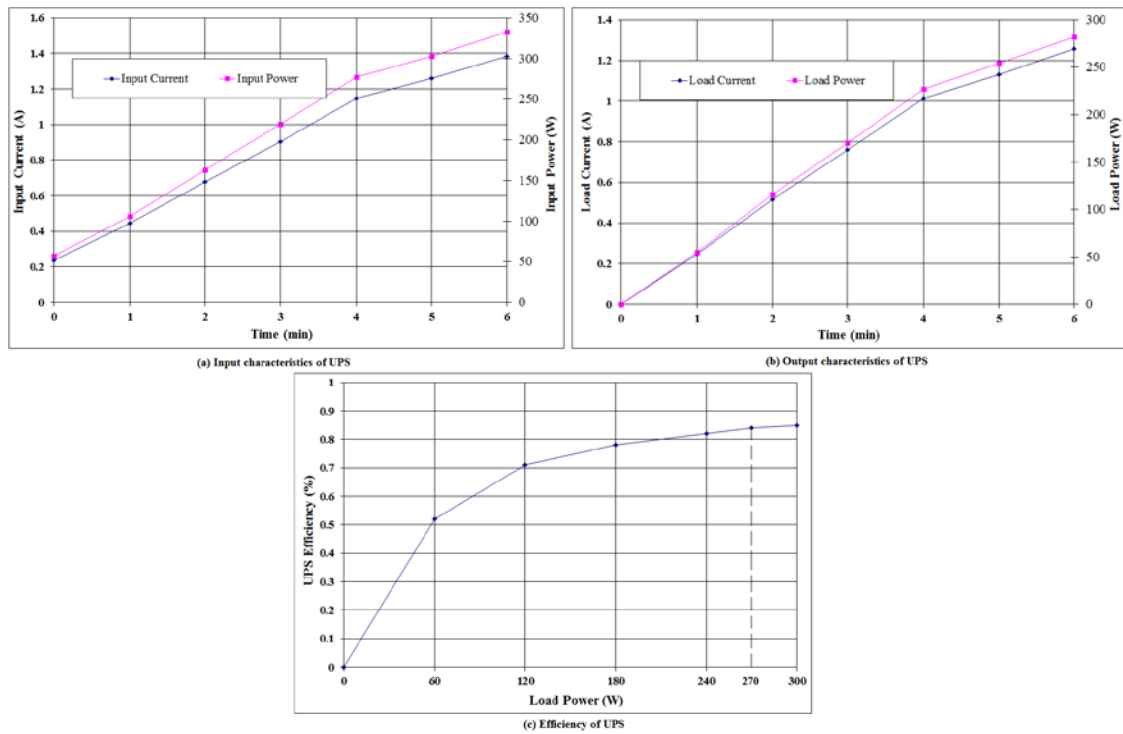 1.6
1.4
1.2
1
0.8
0.6
0.4
0.2
0
Input Current (A)
Input Current
Input Power
350
300
250
200
150
100
50
0
Input Power (W)
0 1 2 3 4 5 6
Time (min)
(a) Input characteristics of UPS
1.4
1.2
1
0.8
0.6
0.4
0.2
0
Load Current (A)
Load Current
Load Power
300
250
200
150
100
50
0
Load Power (W)
0 1 2 3 4 5 6
Time (min)
(b) Output characteristics of UPS
1
0.9
0.8
0.7
0.6
0.5
0.4
0.3
0.2
0.1
0
UPS Efficiency (%)
0 60 120 180 240 270 300
Load Power (W)
(c) Efficiency of UPS